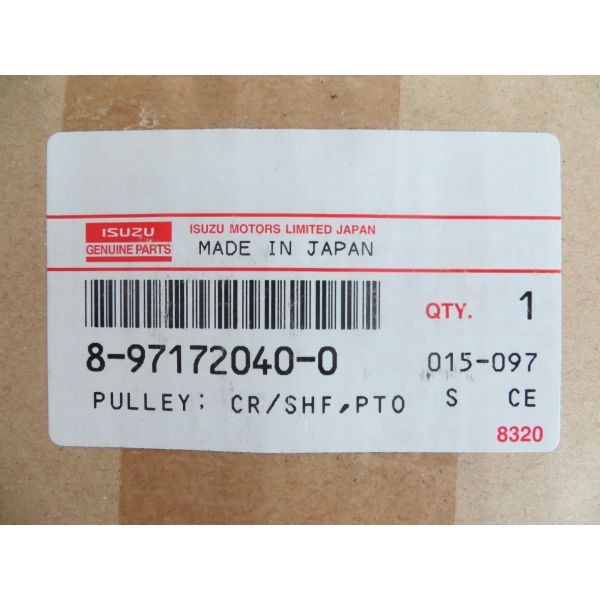 ISUZU
GENUINE PARTS
ISUZU MOTORS LIMITED JAPAN
MADE IN JAPAN
QTY. 1
8-97172040-0 015-097
PULLEY; CR/SHF,PTO S CE
8320